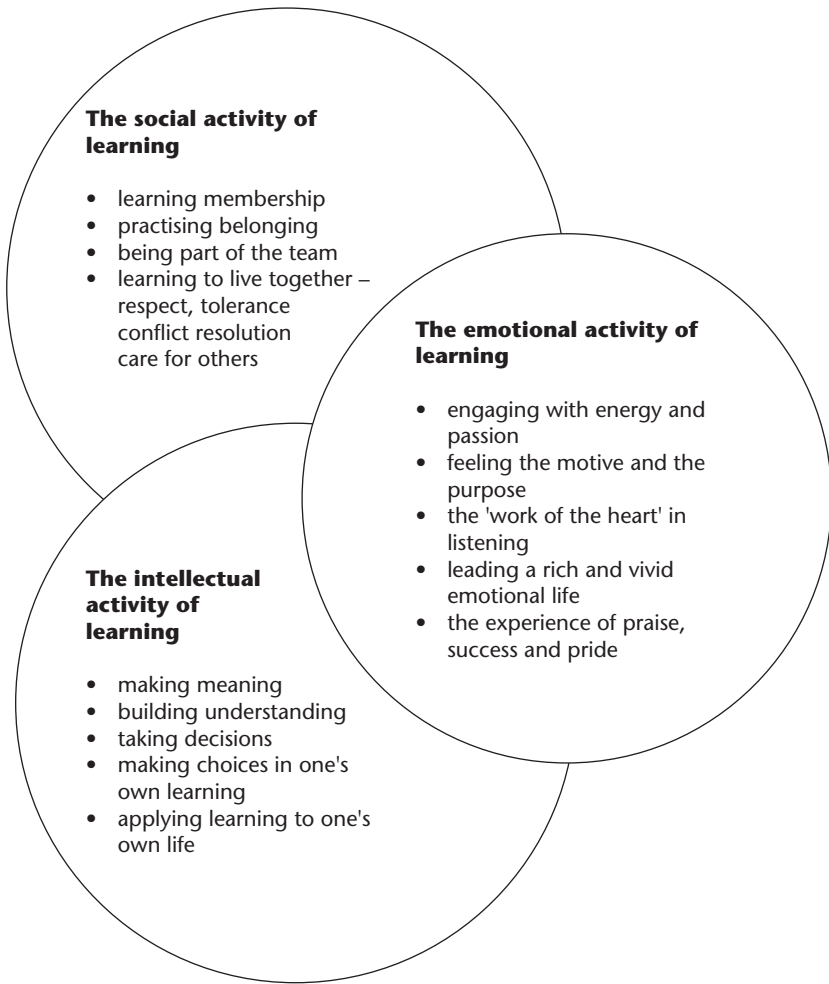 The social activity of
learning
• learning membership
• practising belonging
• being part of the team
• learning to live together –
respect, tolerance
conflict resolution
care for others
The emotional activity of
learning
• engaging with energy and
passion
• feeling the motive and the
purpose
• the 'work of the heart' in
listening
• leading a rich and vivid
emotional life
• the experience of praise,
success and pride
The intellectual
activity of
learning
• making meaning
• building understanding
• taking decisions
• making choices in one's
own learning
• applying learning to one's
own life